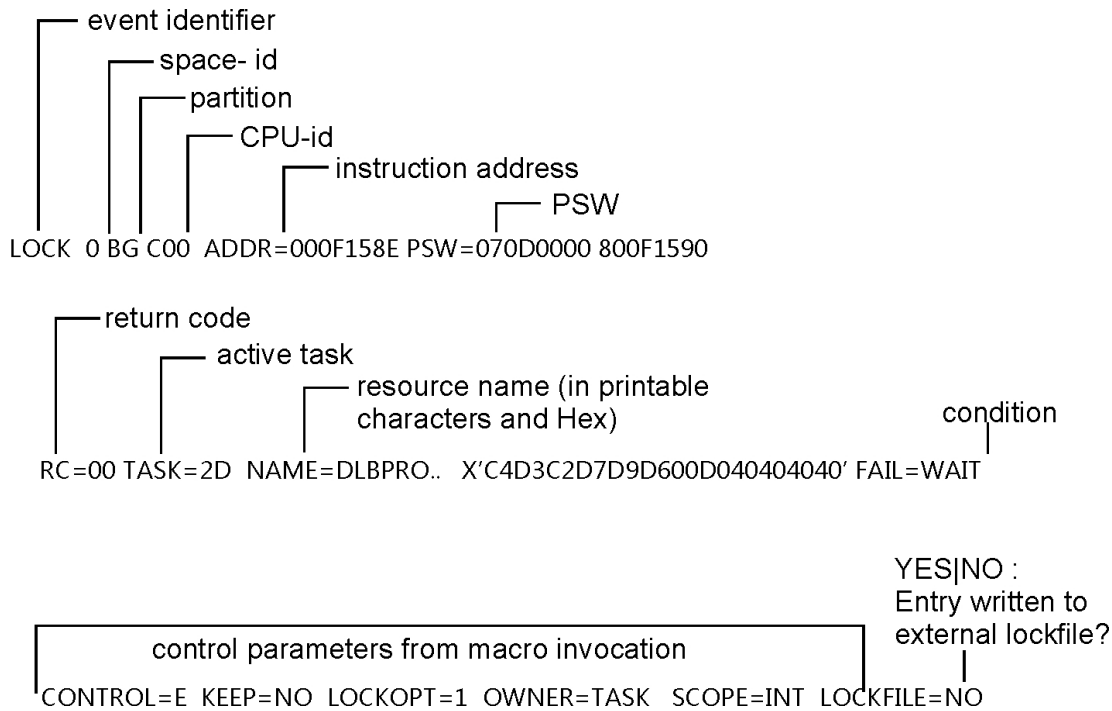 event identifier
space- id
partition
CPU-id
instruction address
PSW
LOCK 0 BG C00 ADDR=000F158E PSW=070D0000 800F1590
return code
active task
resource name (in printable
characters and Hex)
condition
RC=00 TASK=2D NAME=DLBPRO.. X'C4D3C2D7D9D600D040404040' FAIL=WAIT
YES|NO :
Entry written to
external lockfile?
control parameters from macro invocation
CONTROL=E KEEP=NO LOCKOPT=1 OWNER=TASK SCOPE=INT LOCKFILE=NO